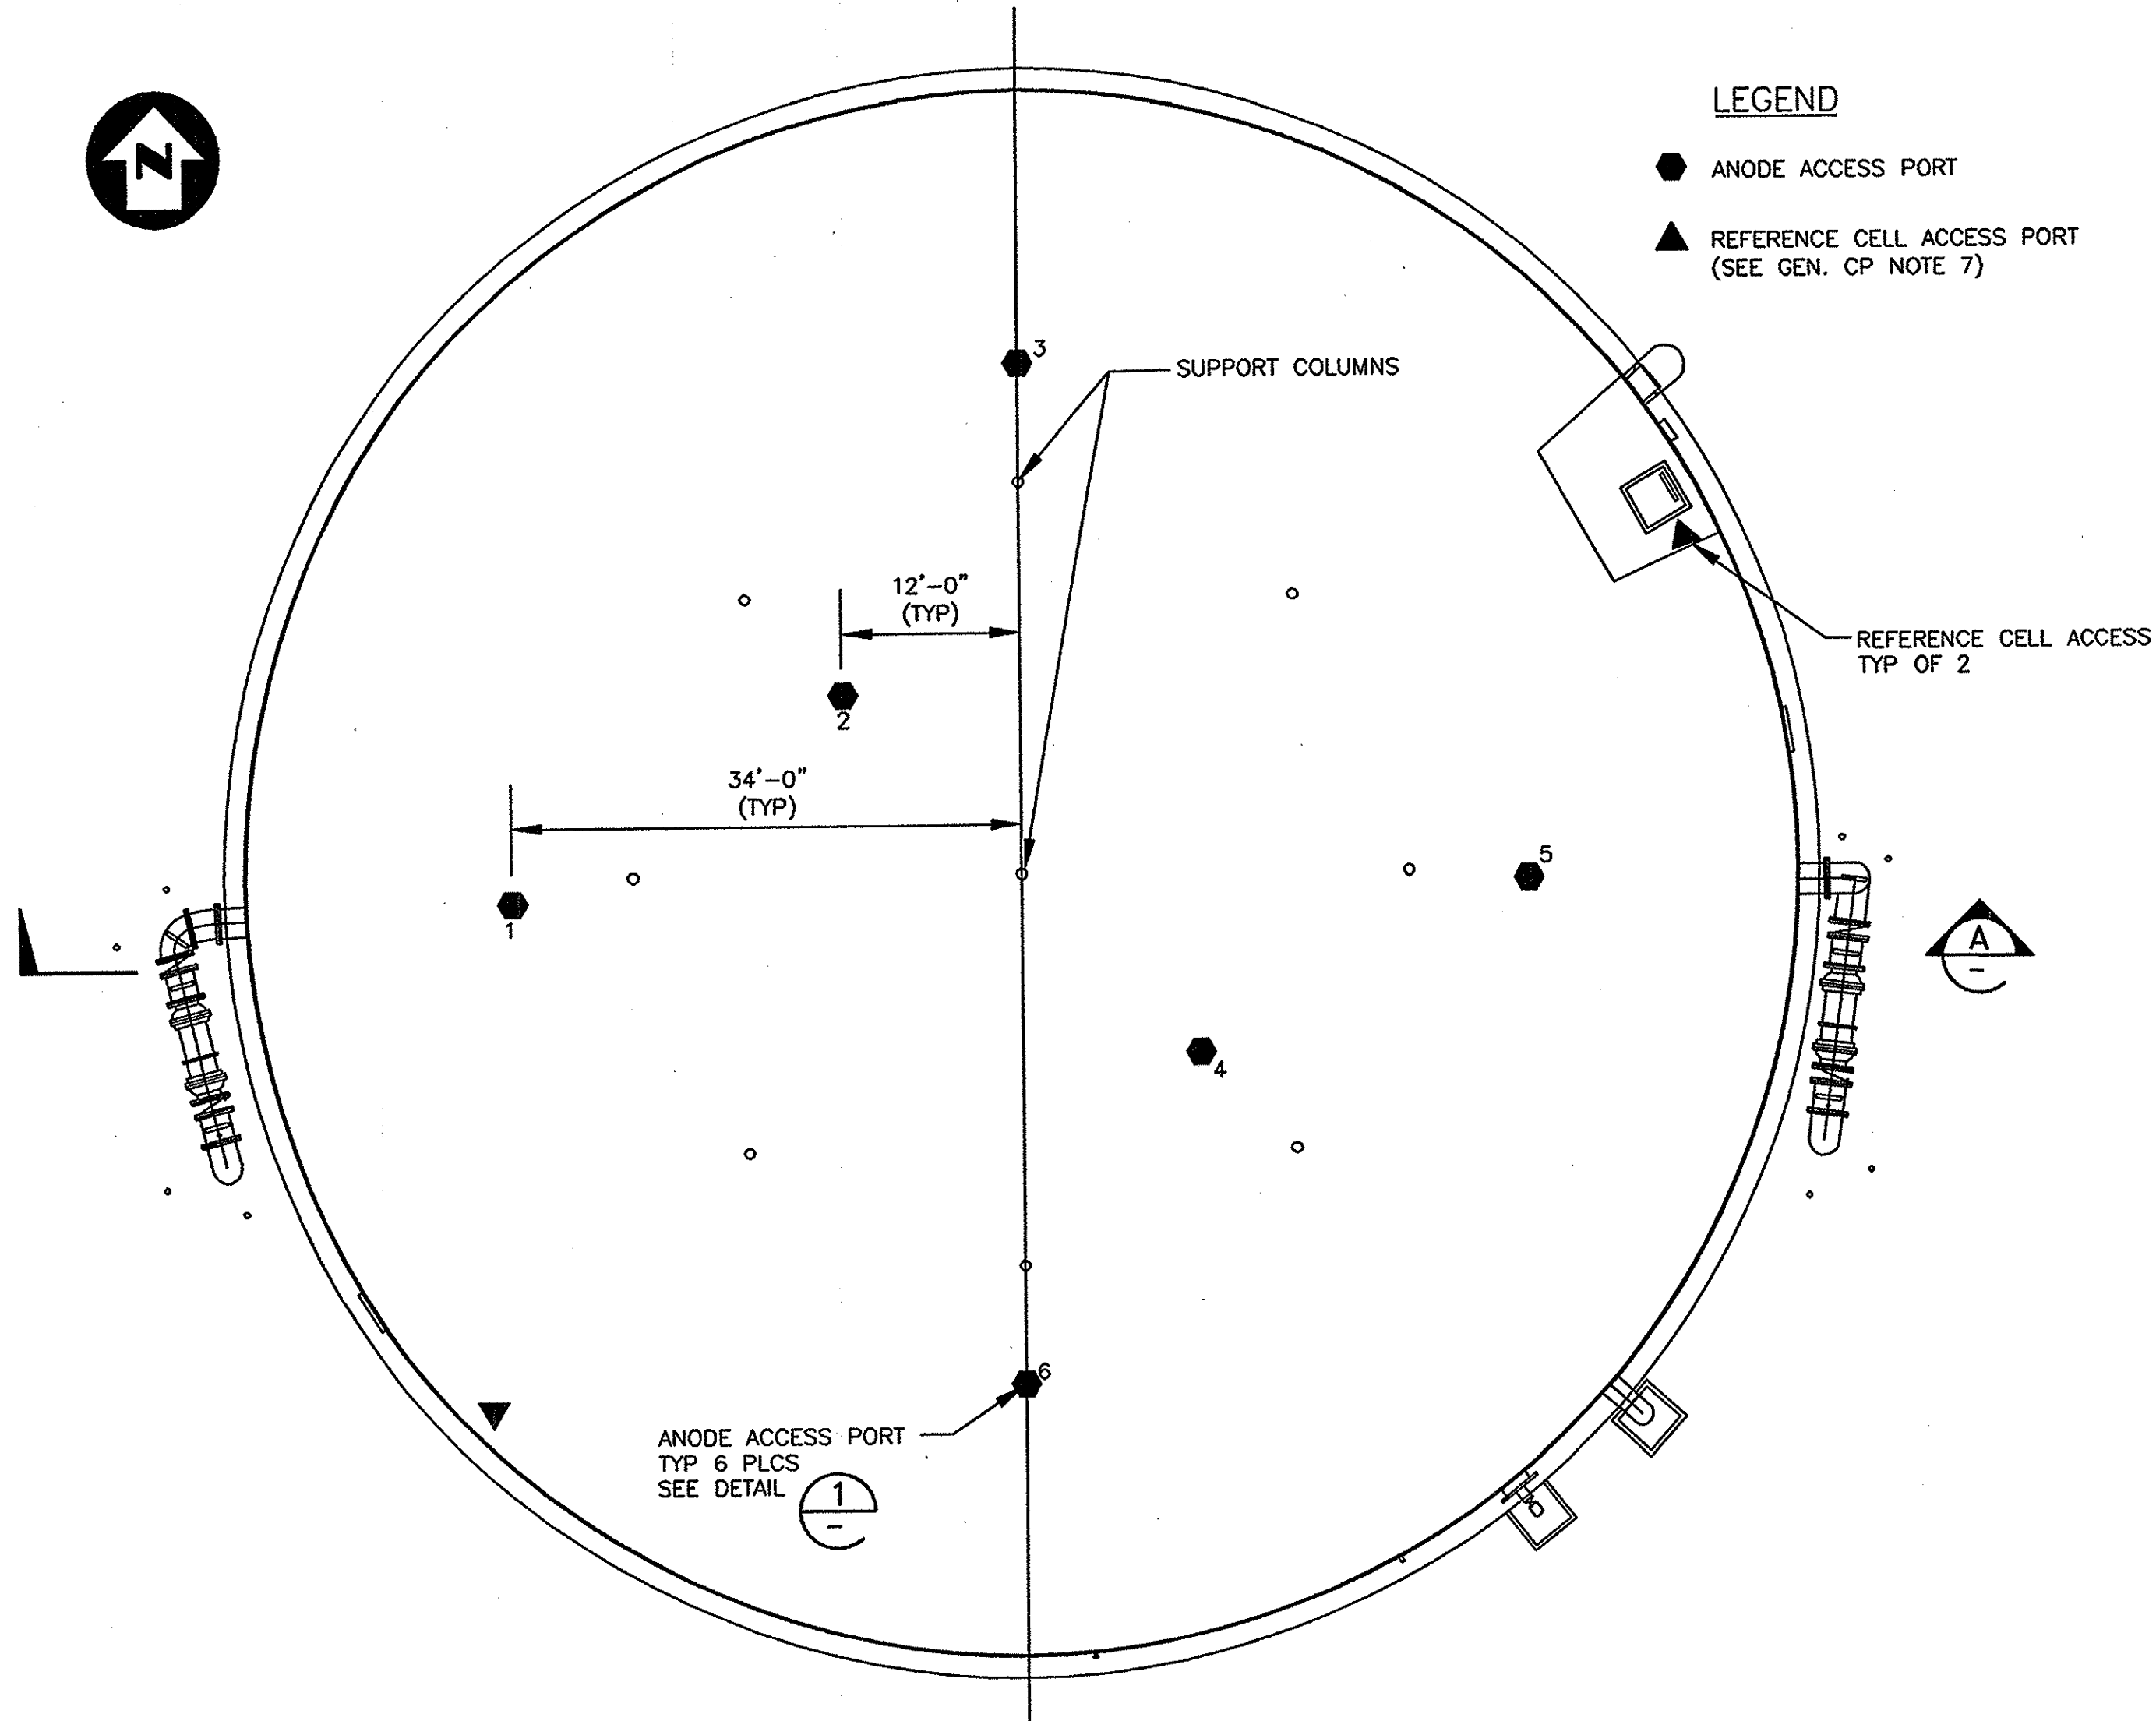 N
LEGEND
ANODE ACCESS PORT
REFERENCE CELL ACCESS PORT
(SEE GEN. CP NOTE 7)
3
SUPPORT COLUMNS
12'-0"
(TYP)
REFERENCE CELL ACCESS
TYP OF 2
2
34'-0"
(TYP)
5
1
A
-
4
6
ANODE ACCESS PORT
TYP 6 PLCS
SEE DETAIL
1
-